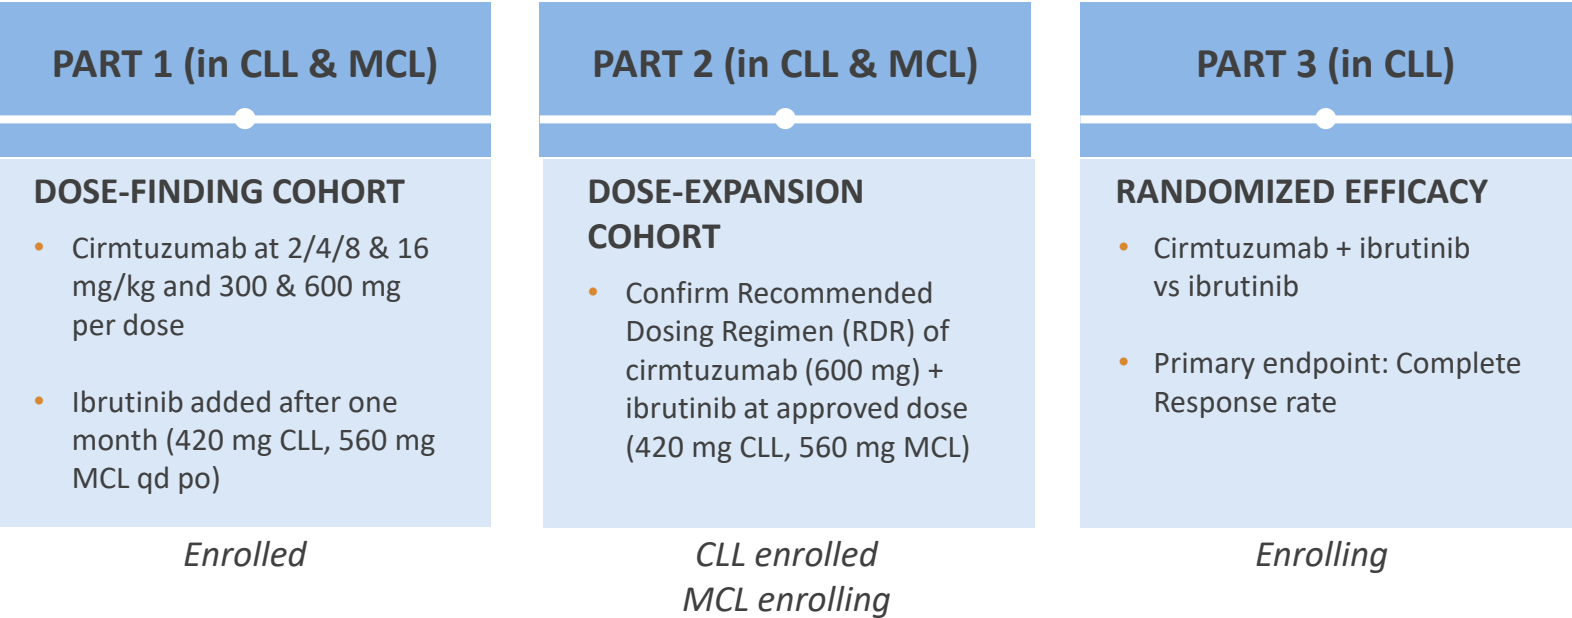 PART 1 (in CLL & MCL)
DOSE-FINDING COHORT
• Cirmtuzumab at 2/4/8 & 16
mg/kg and 300 & 600 mg
per dose
• Ibrutinib added after one
month (420 mg CLL, 560 mg
MCL qd po)
Enrolled
PART 2 (in CLL & MCL)
DOSE-EXPANSION
COHORT
• Confirm Recommended
Dosing Regimen (RDR) of
cirmtuzumab (600 mg) +
ibrutinib at approved dose
(420 mg CLL, 560 mg MCL)
CLL enrolled
MCL enrolling
PART 3 (in CLL)
RANDOMIZED EFFICACY
• Cirmtuzumab + ibrutinib
vs ibrutinib
• Primary endpoint: Complete
Response rate
Enrolling